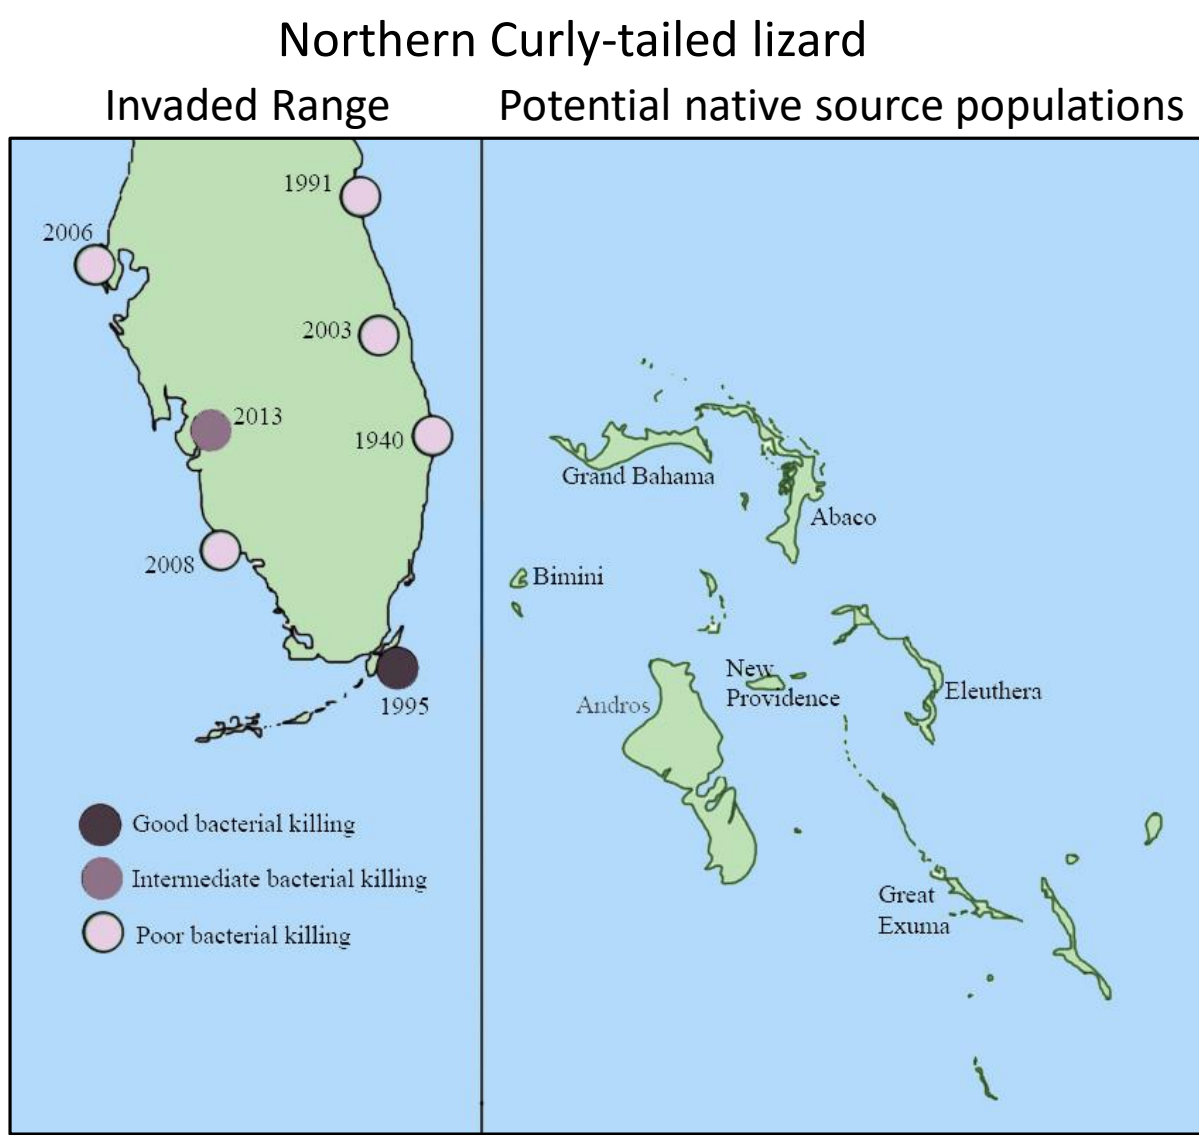 Northern Curly-tailed lizard
Invaded Range
Potential native source populations
1991
2006
2003
2013
1940
2008
1995
Good bacterial killing
Intermediate bacterial killing
Poor bacterial killing
Grand Bahama
Abaco
Bimini
New
Providence
Andros
Eleuthera
Great
Exuma